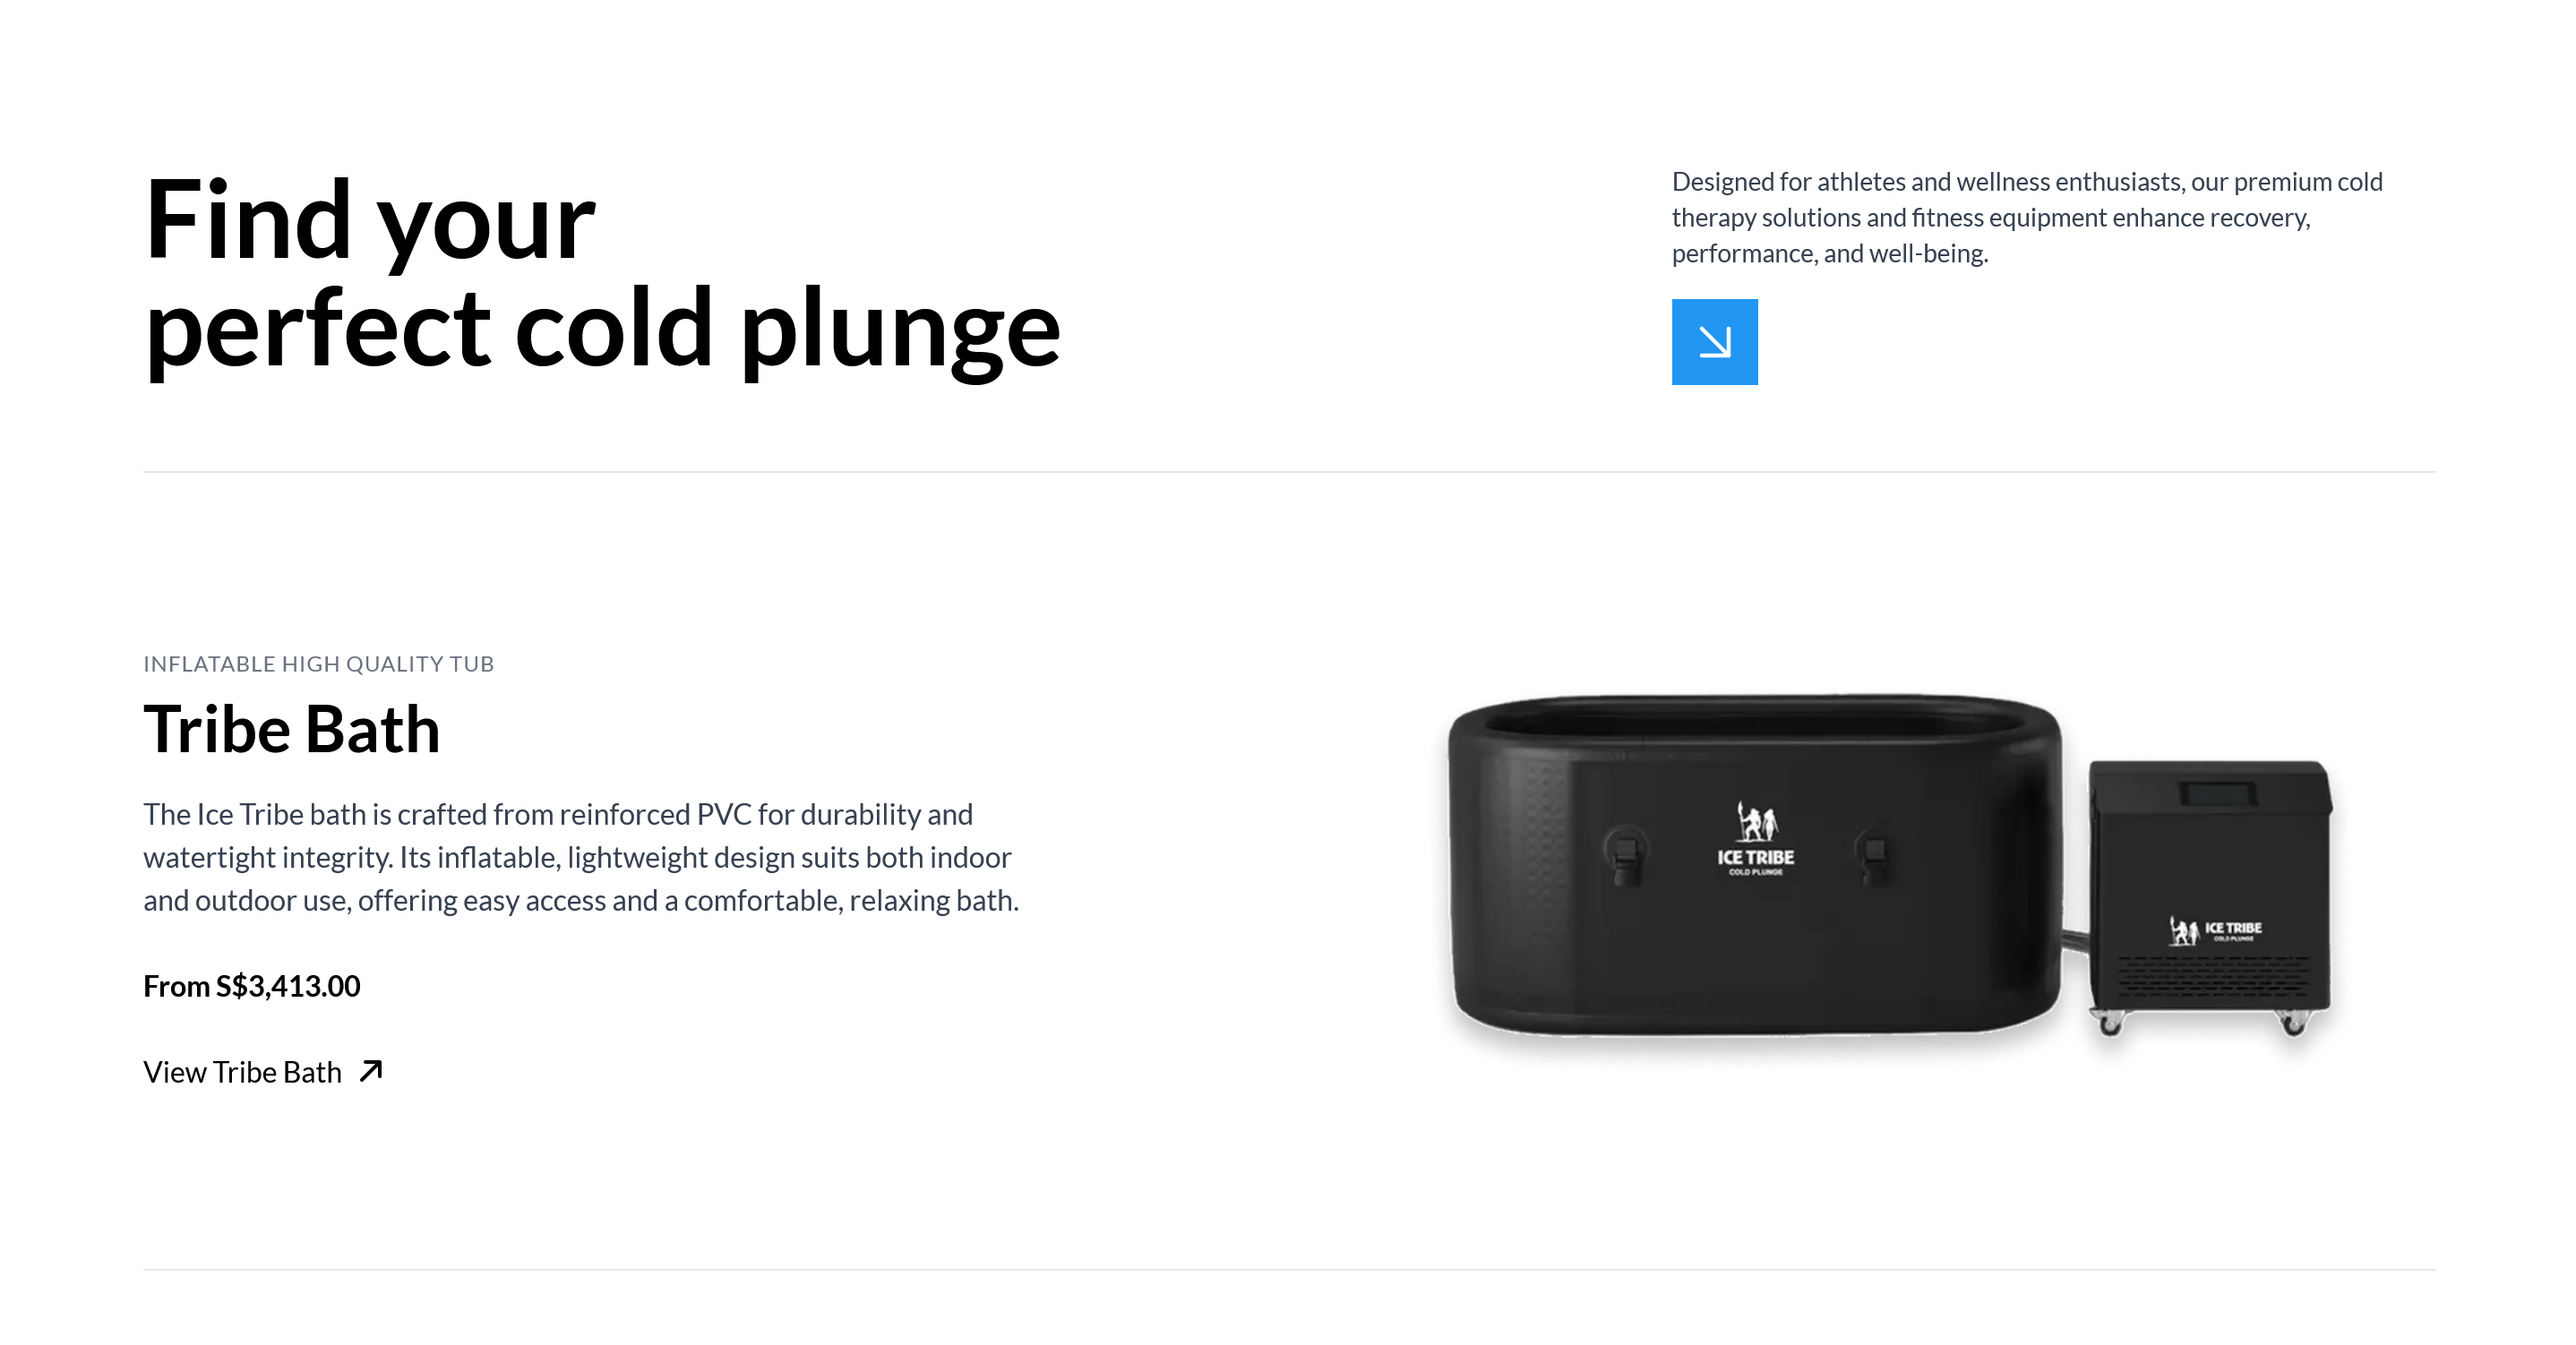 Find your
perfect cold plunge
Designed for athletes and wellness enthusiasts, our premium cold
therapy solutions and fitness equipment enhance recovery,
performance, and well-being.
INFLATABLE HIGH QUALITY TUB
Tribe Bath
The Ice Tribe bath is crafted from reinforced PVC for durability and
watertight integrity. Its inflatable, lightweight design suits both indoor
and outdoor use, offering easy access and a comfortable, relaxing bath.
From S$3,413.00
View Tribe Bath
ICE TRIBE
COLD PLUNGE
ICE TRIBE
COLD PLUNGE